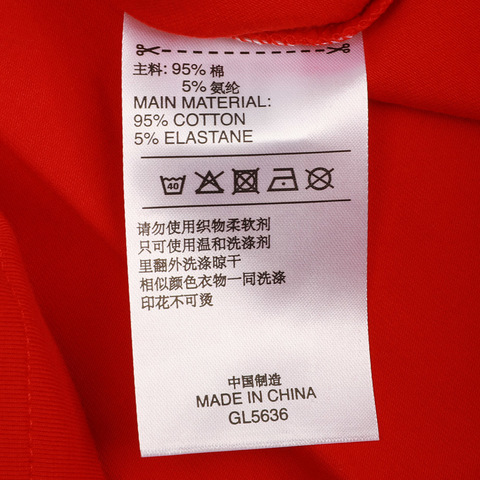 主料: 95% 棉
5% 氨纶
MAIN MATERIAL:
95% COTTON
5% ELASTANE
40
请勿使用织物柔软剂
只可使用温和洗涤剂
里翻外洗涤晾干
相似颜色衣物一同洗涤
印花不可烫
中国制造
MADE IN CHINA
GL5636